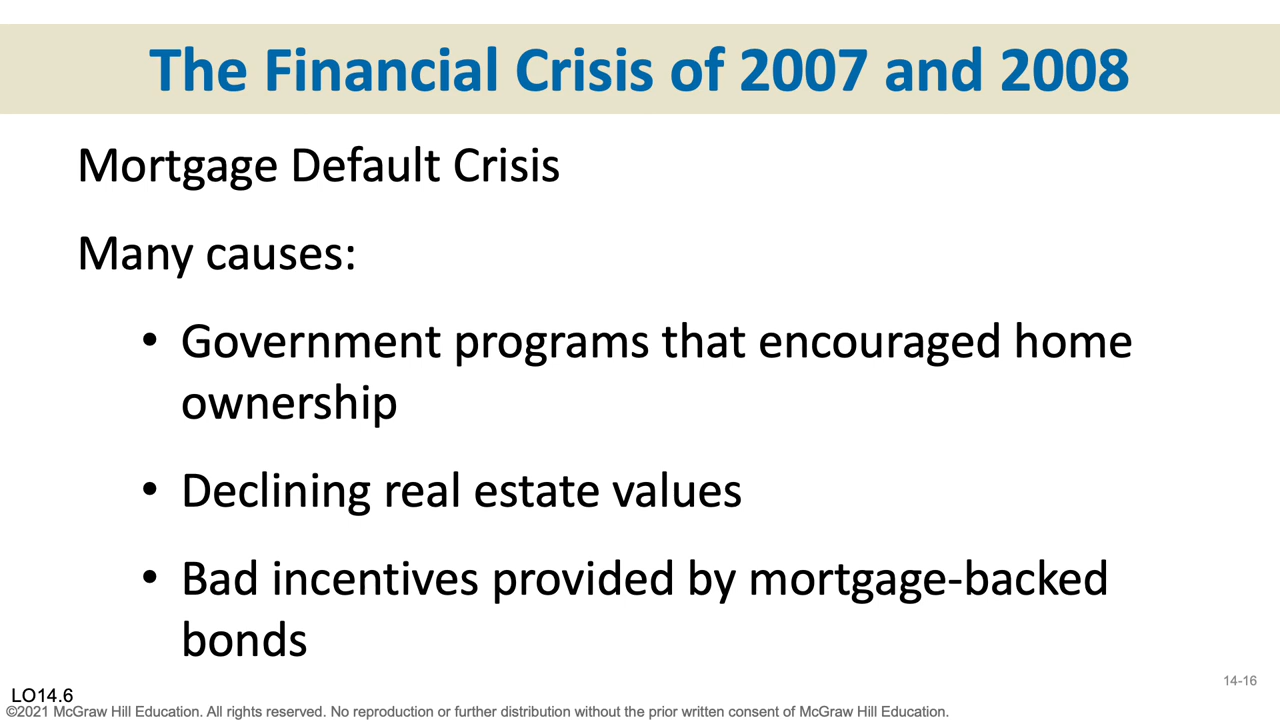 The Financial Crisis of 2007 and 2008
Mortgage Default Crisis
Many causes:
• Government programs that encouraged home
ownership
• Declining real estate values
• Bad incentives provided by mortgage-backed
bonds
14-16
LO14.6
©2021 McGraw Hill Education. All rights reserved. No reproduction or further distribution without the prior written consent of McGraw Hill Education.